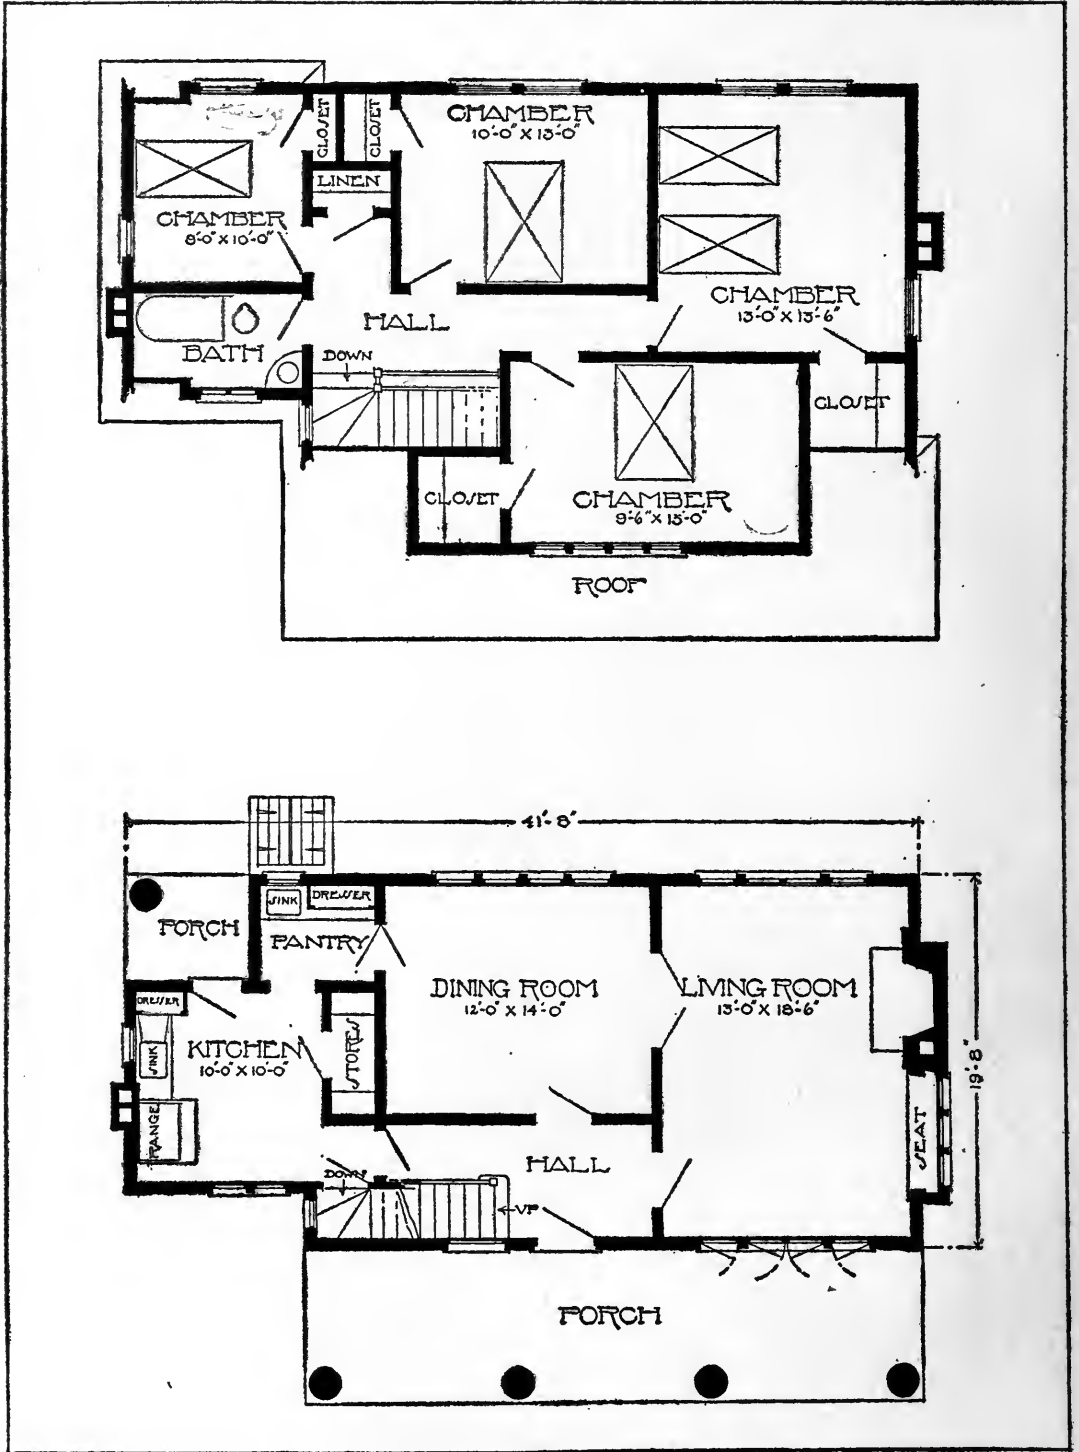 CLOSET
CLOSET
CHAMBER
10'-0" X 13'-0"
LINEN
CHAMBER
8'-0" X 10'-0"
CHAMBER
13'-0" X 13'-6"
HALL
BATH
DOWN
CLOSET
CLOSET
CHAMBER
9'-6" X 13'-0"
ROOF
41'-8"
SINK
DRESSER
PORCH
PANTRY
DINING ROOM
12'-0" X 14'-0"
LIVING ROOM
13'-0" X 18'-6"
DRESSER
KITCHEN
10'-0" X 10'-0"
SINK
STORES
19'-8"
RANGE
SEAT
HALL
DOWN
UP
PORCH